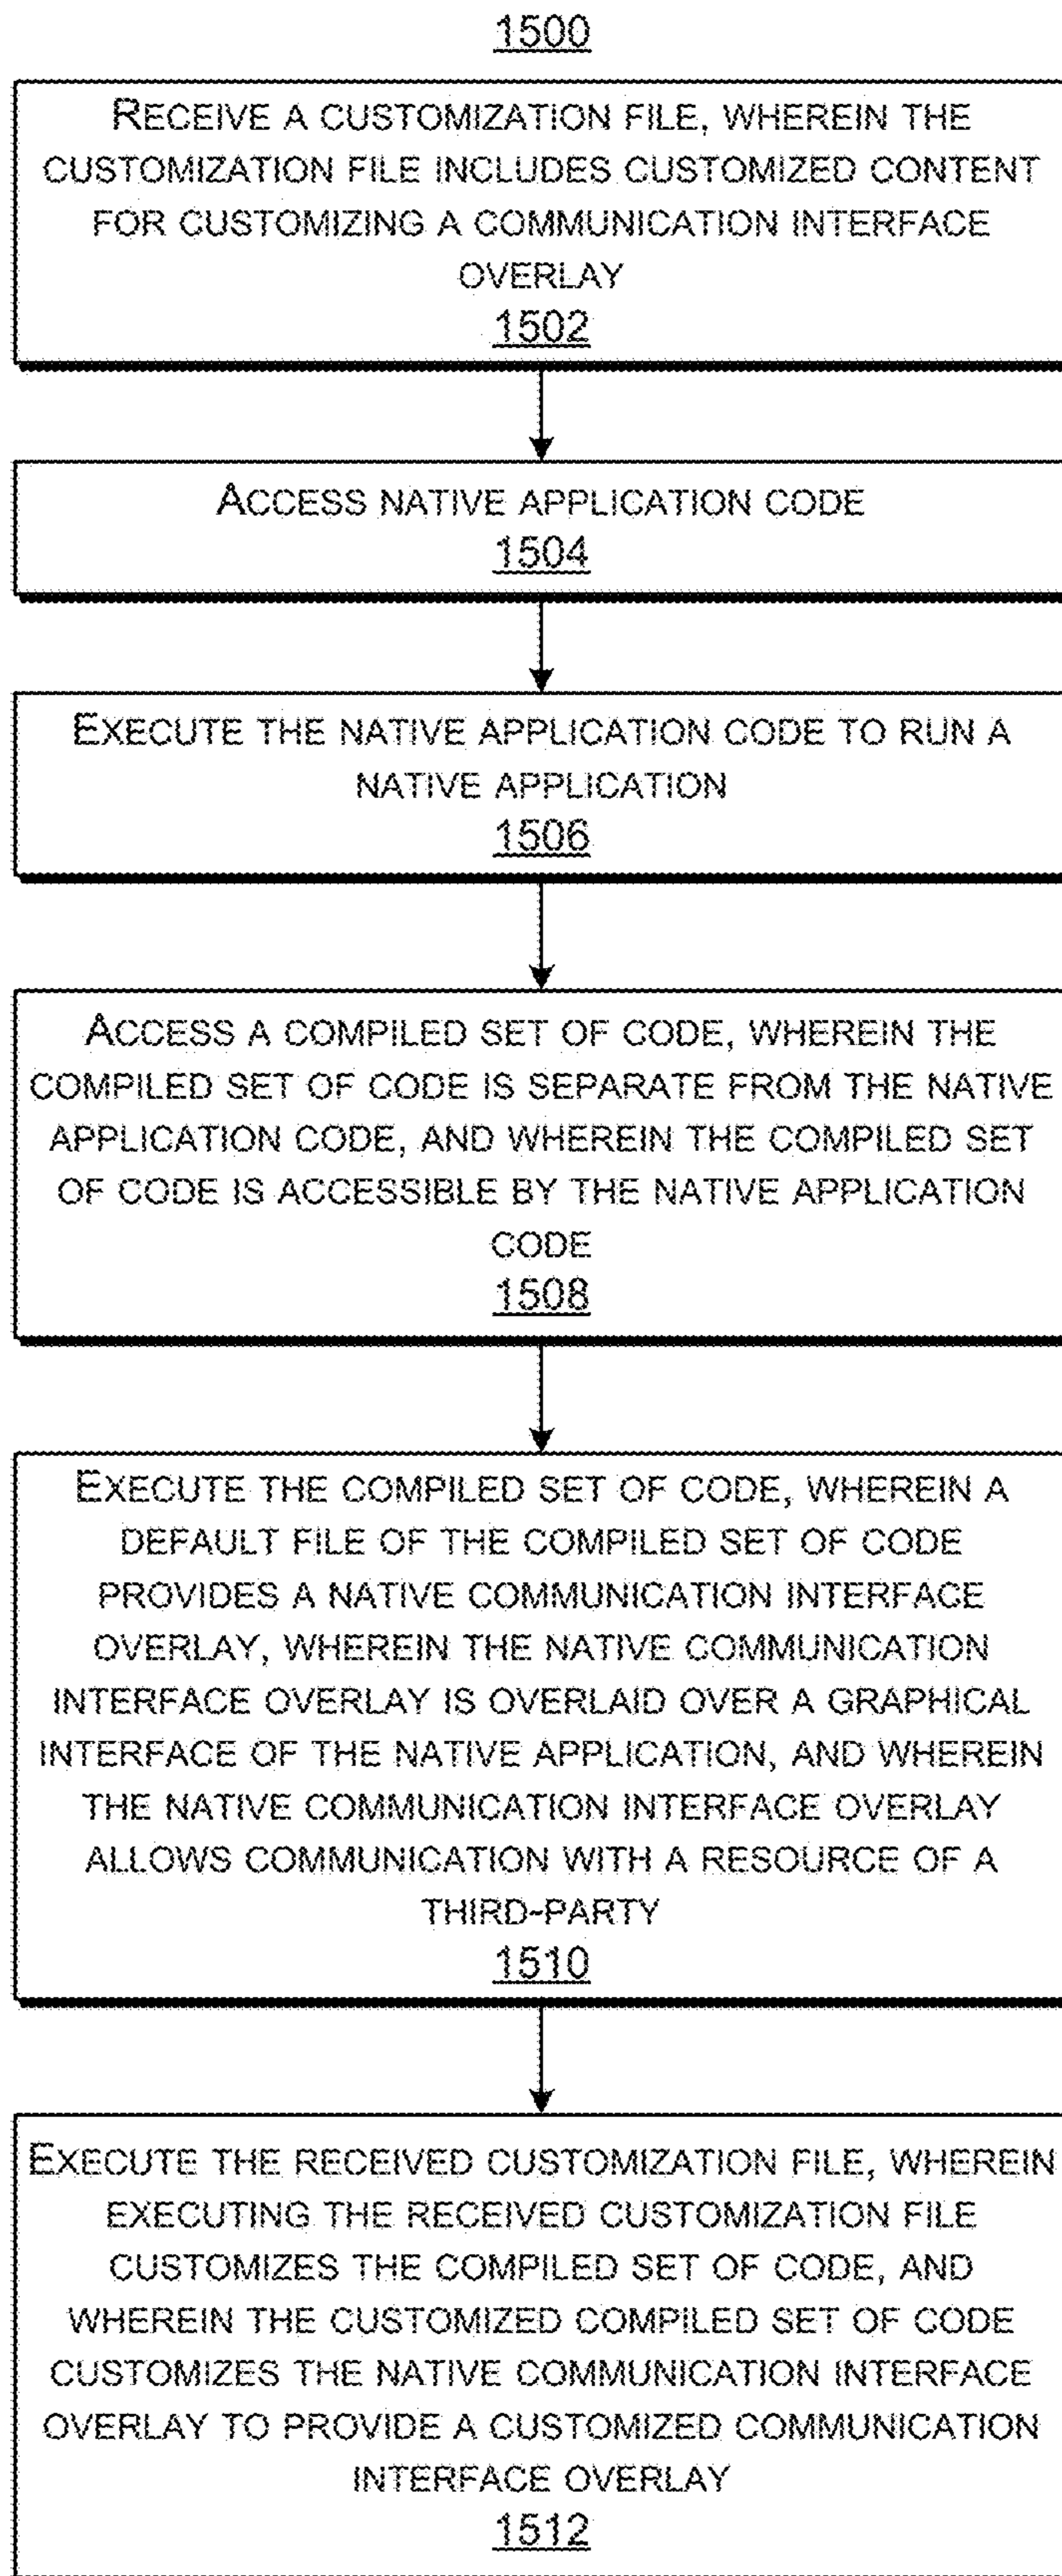 1500
RECEIVE A CUSTOMIZATION FILE, WHEREIN THE
CUSTOMIZATION FILE INCLUDES CUSTOMIZED CONTENT
FOR CUSTOMIZING A COMMUNICATION INTERFACE
OVERLAY
1502
ACCESS NATIVE APPLICATION CODE
1504
EXECUTE THE NATIVE APPLICATION CODE TO RUN A
NATIVE APPLICATION
1506
ACCESS A COMPILED SET OF CODE, WHEREIN THE
COMPILED SET OF CODE IS SEPARATE FROM THE NATIVE
APPLICATION CODE, AND WHEREIN THE COMPILED SET
OF CODE IS ACCESSIBLE BY THE NATIVE APPLICATION
CODE
1508
EXECUTE THE COMPILED SET OF CODE, WHEREIN A
DEFAULT FILE OF THE COMPILED SET OF CODE
PROVIDES A NATIVE COMMUNICATION INTERFACE
OVERLAY, WHEREIN THE NATIVE COMMUNICATION
INTERFACE OVERLAY IS OVERLAID OVER A GRAPHICAL
INTERFACE OF THE NATIVE APPLICATION, AND WHEREIN
THE NATIVE COMMUNICATION INTERFACE OVERLAY
ALLOWS COMMUNICATION WITH A RESOURCE OF A
THIRD-PARTY
1510
EXECUTE THE RECEIVED CUSTOMIZATION FILE, WHEREIN
EXECUTING THE RECEIVED CUSTOMIZATION FILE
CUSTOMIZES THE COMPILED SET OF CODE, AND
WHEREIN THE CUSTOMIZED COMPILED SET OF CODE
CUSTOMIZES THE NATIVE COMMUNICATION INTERFACE
OVERLAY TO PROVIDE A CUSTOMIZED COMMUNICATION
INTERFACE OVERLAY
1512